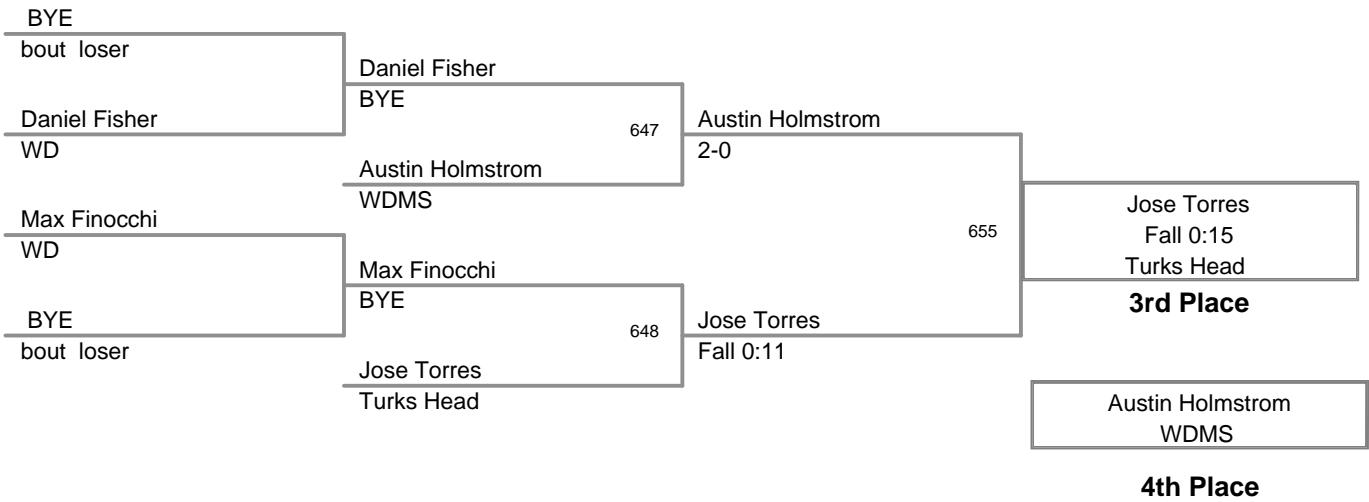 BYE
bout loser
Daniel Fisher
BYE
Daniel Fisher
WD
647
Austin Holmstrom
2-0
Austin Holmstrom
WDMS
Max Finocchi
WD
655
Jose Torres
Fall 0:15
Turks Head
3rd Place
Max Finocchi
BYE
BYE
bout loser
648
Jose Torres
Fall 0:11
Jose Torres
Turks Head
Austin Holmstrom
WDMS
4th Place